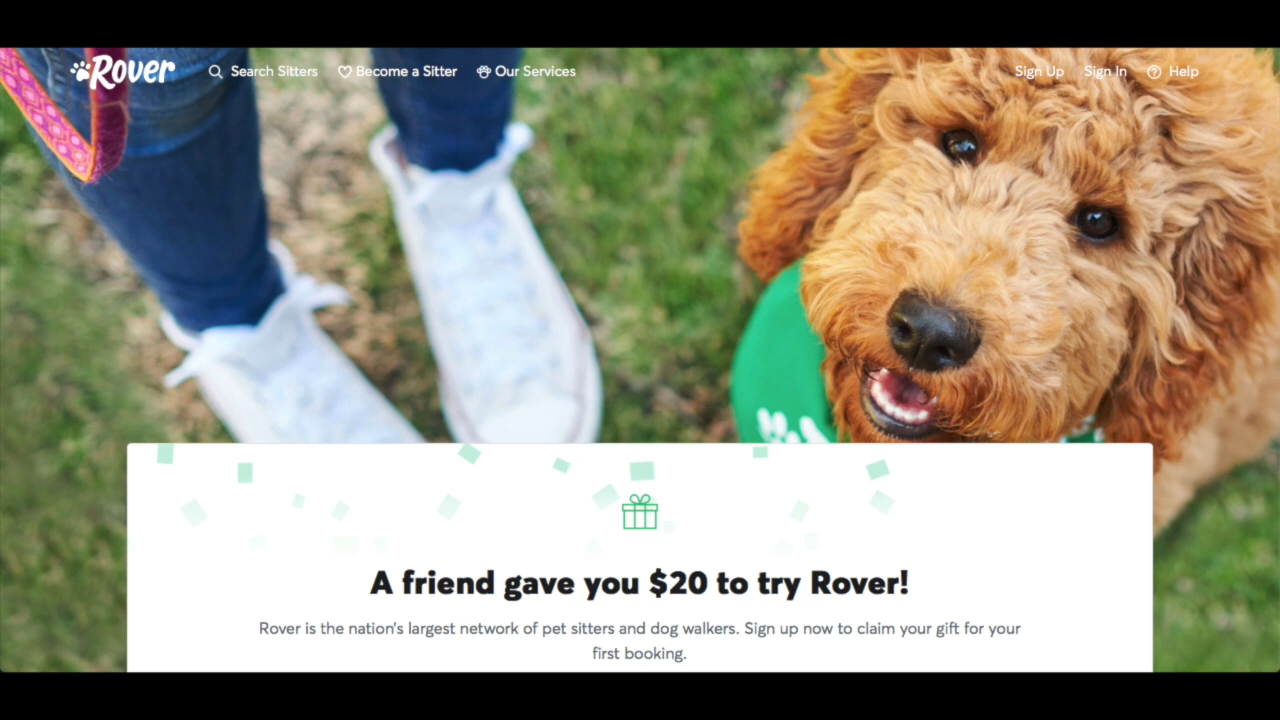 Rover
Search Sitters
Become a Sitter
Our Services
Sign Up
Sign In
Help
A friend gave you $20 to try Rover!
Rover is the nation's largest network of pet sitters and dog walkers. Sign up now to claim your gift for your
first booking.